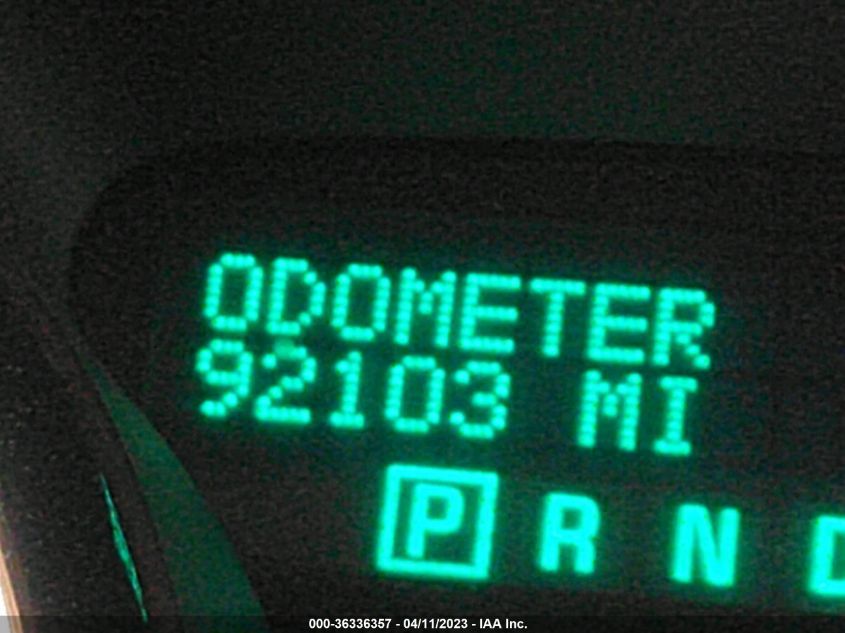 ODOMETER
92103 MI
P R N D
000-36336357 - 04/11/2023 - IAA Inc.